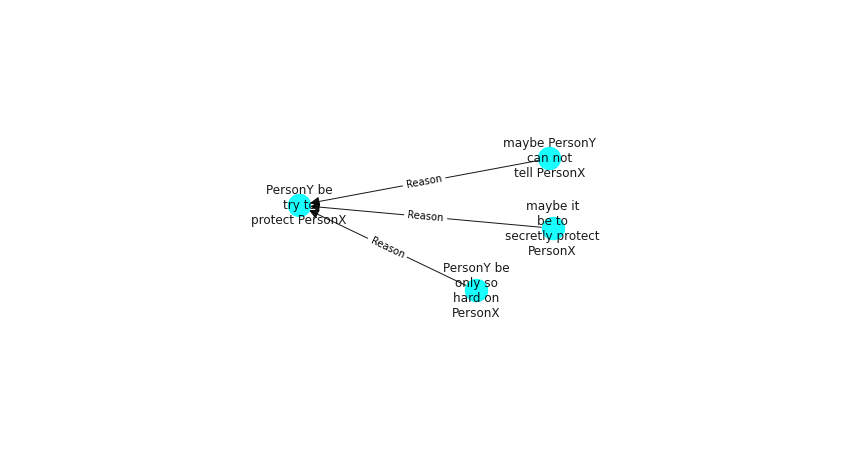 maybe PersonY
can not
tell PersonX
Reason
PersonY be
try to
protect PersonX
Reason
maybe it
be to
secretly protect
PersonX
Reason
PersonY be
only so
hard on
PersonX